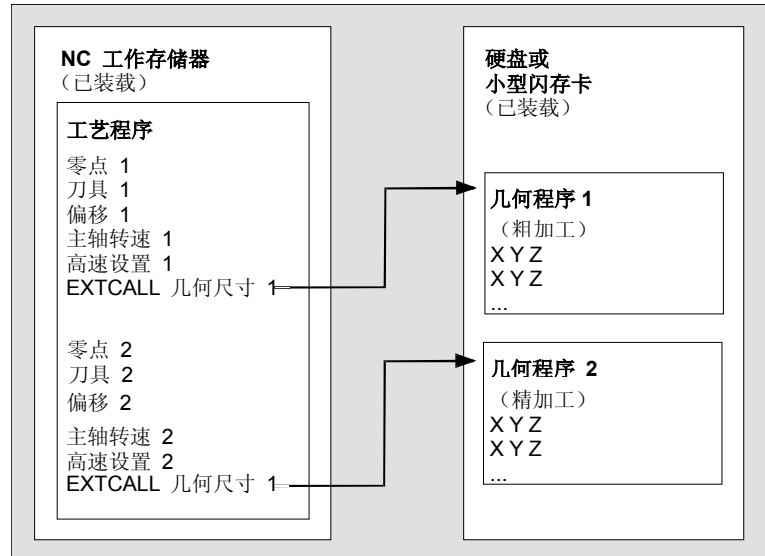 NC 工作存储器
（已装载）
工艺程序
零点 1
刀具 1
偏移 1
主轴转速 1
高速设置 1
EXTCALL 几何尺寸 1
零点 2
刀具 2
偏移 2
主轴转速 2
高速设置 2
EXTCALL 几何尺寸 1
硬盘或
小型闪存卡
（已装载）
几何程序 1
（粗加工）
X Y Z
X Y Z
...
几何程序 2
（精加工）
X Y Z
X Y Z
...